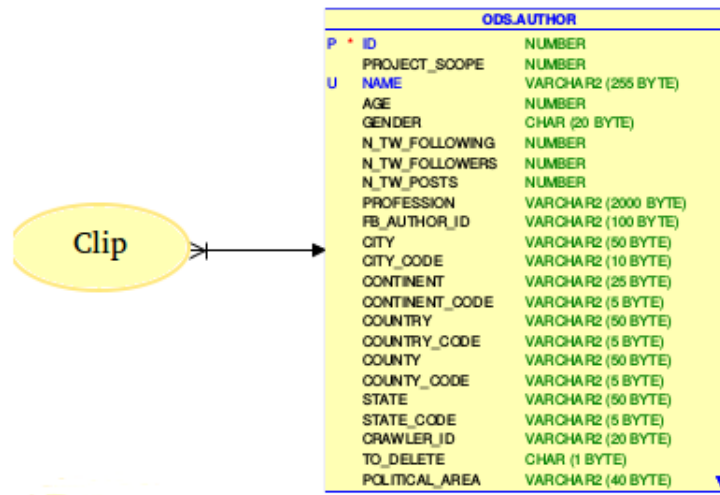 ODS.AUTHOR
P * ID NUMBER
PROJECT_SCOPE NUMBER
U NAME VARCHAR2 (255 BYTE)
AGE NUMBER
GENDER CHAR (20 BYTE)
N_TW_FOLLOWING NUMBER
N_TW_FOLLOWERS NUMBER
N_TW_POSTS NUMBER
PROFESSION VARCHAR2 (2000 BYTE)
FB_AUTHOR_ID VARCHAR2 (100 BYTE)
Clip
CITY VARCHAR2 (50 BYTE)
CITY_CODE VARCHAR2 (10 BYTE)
CONTINENT VARCHAR2 (25 BYTE)
CONTINENT_CODE VARCHAR2 (5 BYTE)
COUNTRY VARCHAR2 (50 BYTE)
COUNTRY_CODE VARCHAR2 (5 BYTE)
COUNTY VARCHAR2 (50 BYTE)
COUNTY_CODE VARCHAR2 (5 BYTE)
STATE VARCHAR2 (50 BYTE)
STATE_CODE VARCHAR2 (5 BYTE)
CRAWLER_ID VARCHAR2 (20 BYTE)
TO_DELETE CHAR (1 BYTE)
POLITICAL_AREA VARCHAR2 (40 BYTE)